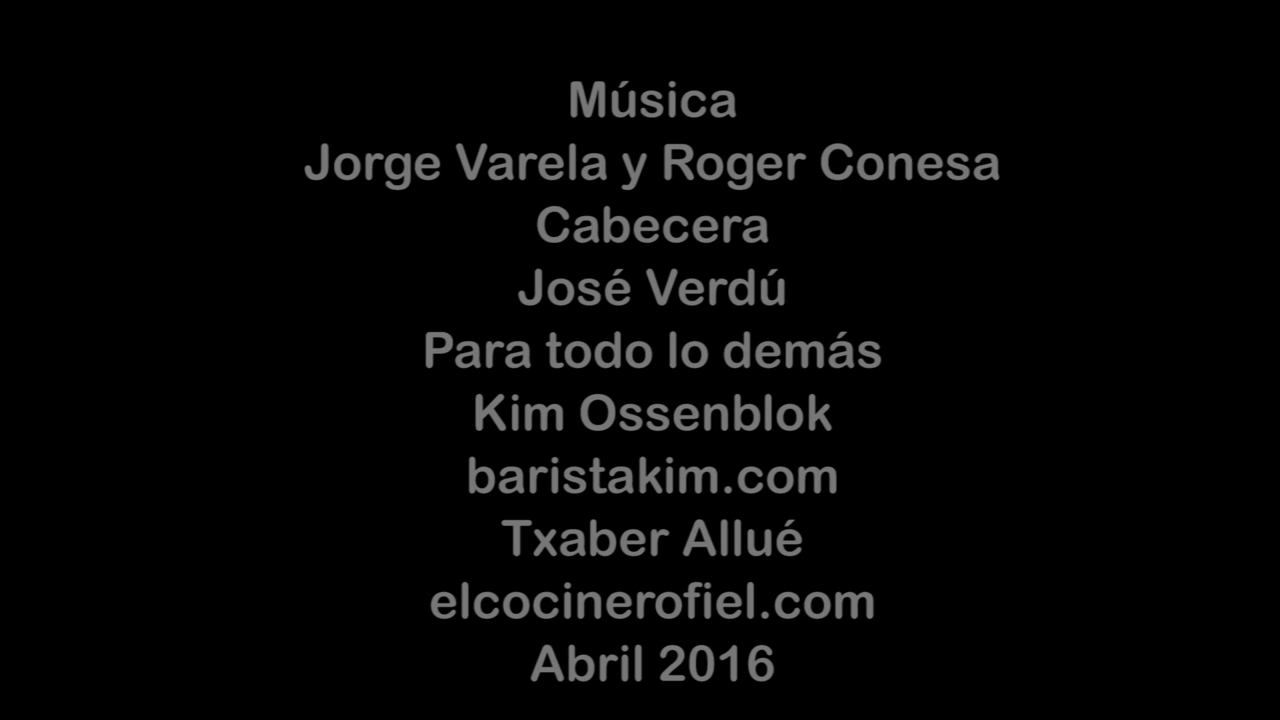 Música
Jorge Varela y Roger Conesa
Cabecera
José Verdú
Para todo lo demás
Kim Ossenblok
baristakim.com
Txaber Allué
elcocinerofiel.com
Abril 2016